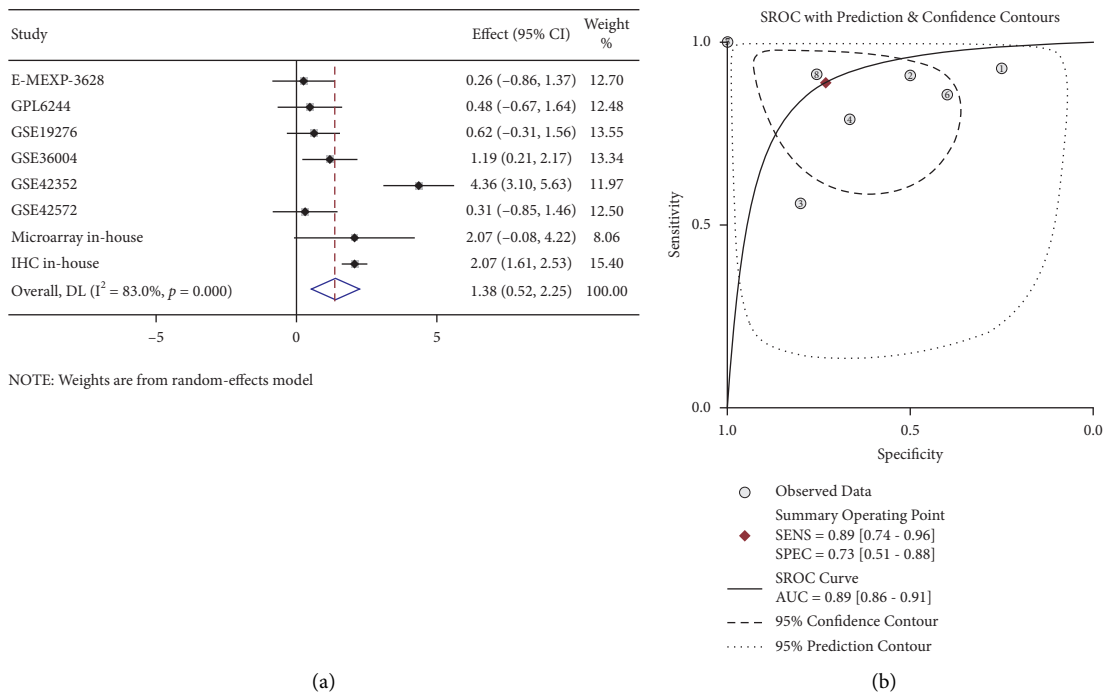 Study Effect (95% CI) Weight
%
E-MEXP-3628 0.26 (−0.86, 1.37) 12.70
GPL6244 0.48 (−0.67, 1.64) 12.48
GSE19276 0.62 (−0.31, 1.56) 13.55
GSE36004 1.19 (0.21, 2.17) 13.34
GSE42352 4.36 (3.10, 5.63) 11.97
GSE42572 0.31 (−0.85, 1.46) 12.50
Microarray in-house 2.07 (−0.08, 4.22) 8.06
IHC in-house 2.07 (1.61, 2.53) 15.40
Overall, DL (I² = 83.0%, p = 0.000) 1.38 (0.52, 2.25) 100.00
−5 0 5
NOTE: Weights are from random-effects model
(a)
SROC with Prediction & Confidence Contours
1.0
0.5
0.0
Sensitivity
8 2 1
6
4
3
1.0 0.5 0.0
Specificity
Observed Data
Summary Operating Point
SENS = 0.89 [0.74 - 0.96]
SPEC = 0.73 [0.51 - 0.88]
SROC Curve
AUC = 0.89 [0.86 - 0.91]
95% Confidence Contour
95% Prediction Contour
(b)